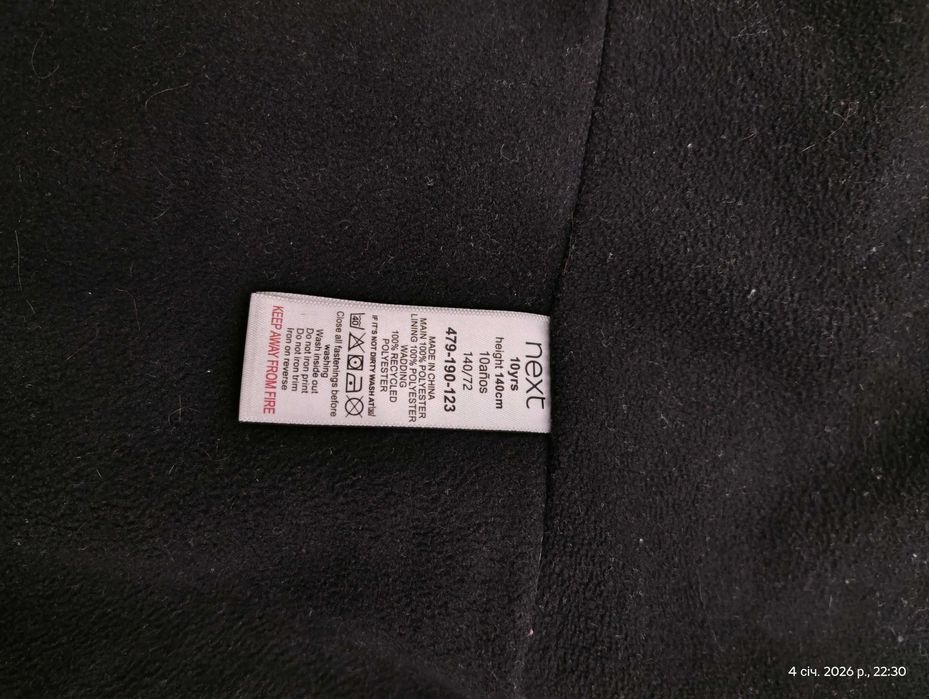 next
10yrs
height 140cm
10años
140/72
479-190-123
MADE IN CHINA
MAIN 100% POLYESTER
LINING 100% POLYESTER
WADDING
100% RECYCLED
POLYESTER
IF IT'S NOT DIRTY WASH AT
40
Close all fastenings before
washing
Wash inside out
Do not iron print
Do not iron trim
Iron on reverse
KEEP AWAY FROM FIRE
4 січ. 2026 р., 22:30